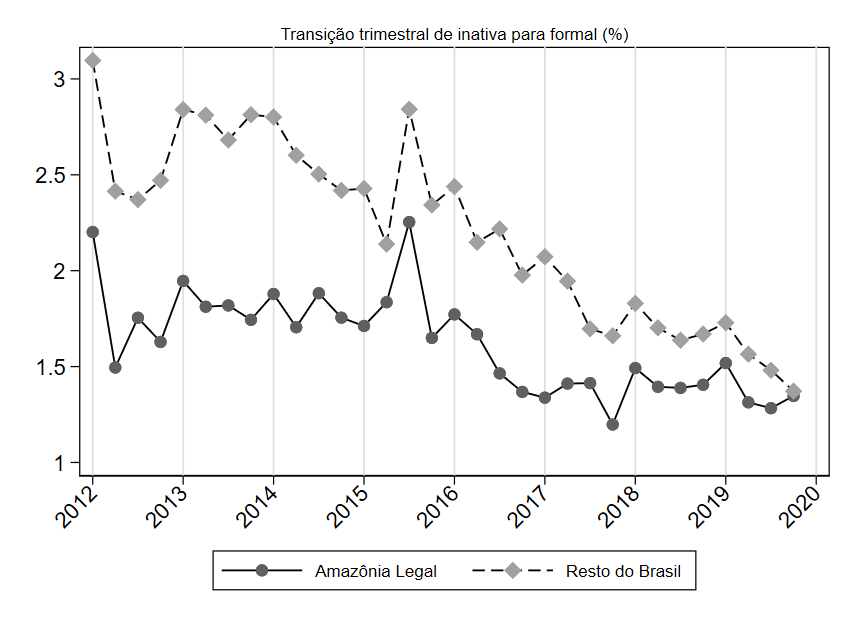 Transição trimestral de inativa para formal (%)
3
2.5
2
1.5
1
2012 2013 2014 2015 2016 2017 2018 2019 2020
Amazônia Legal Resto do Brasil